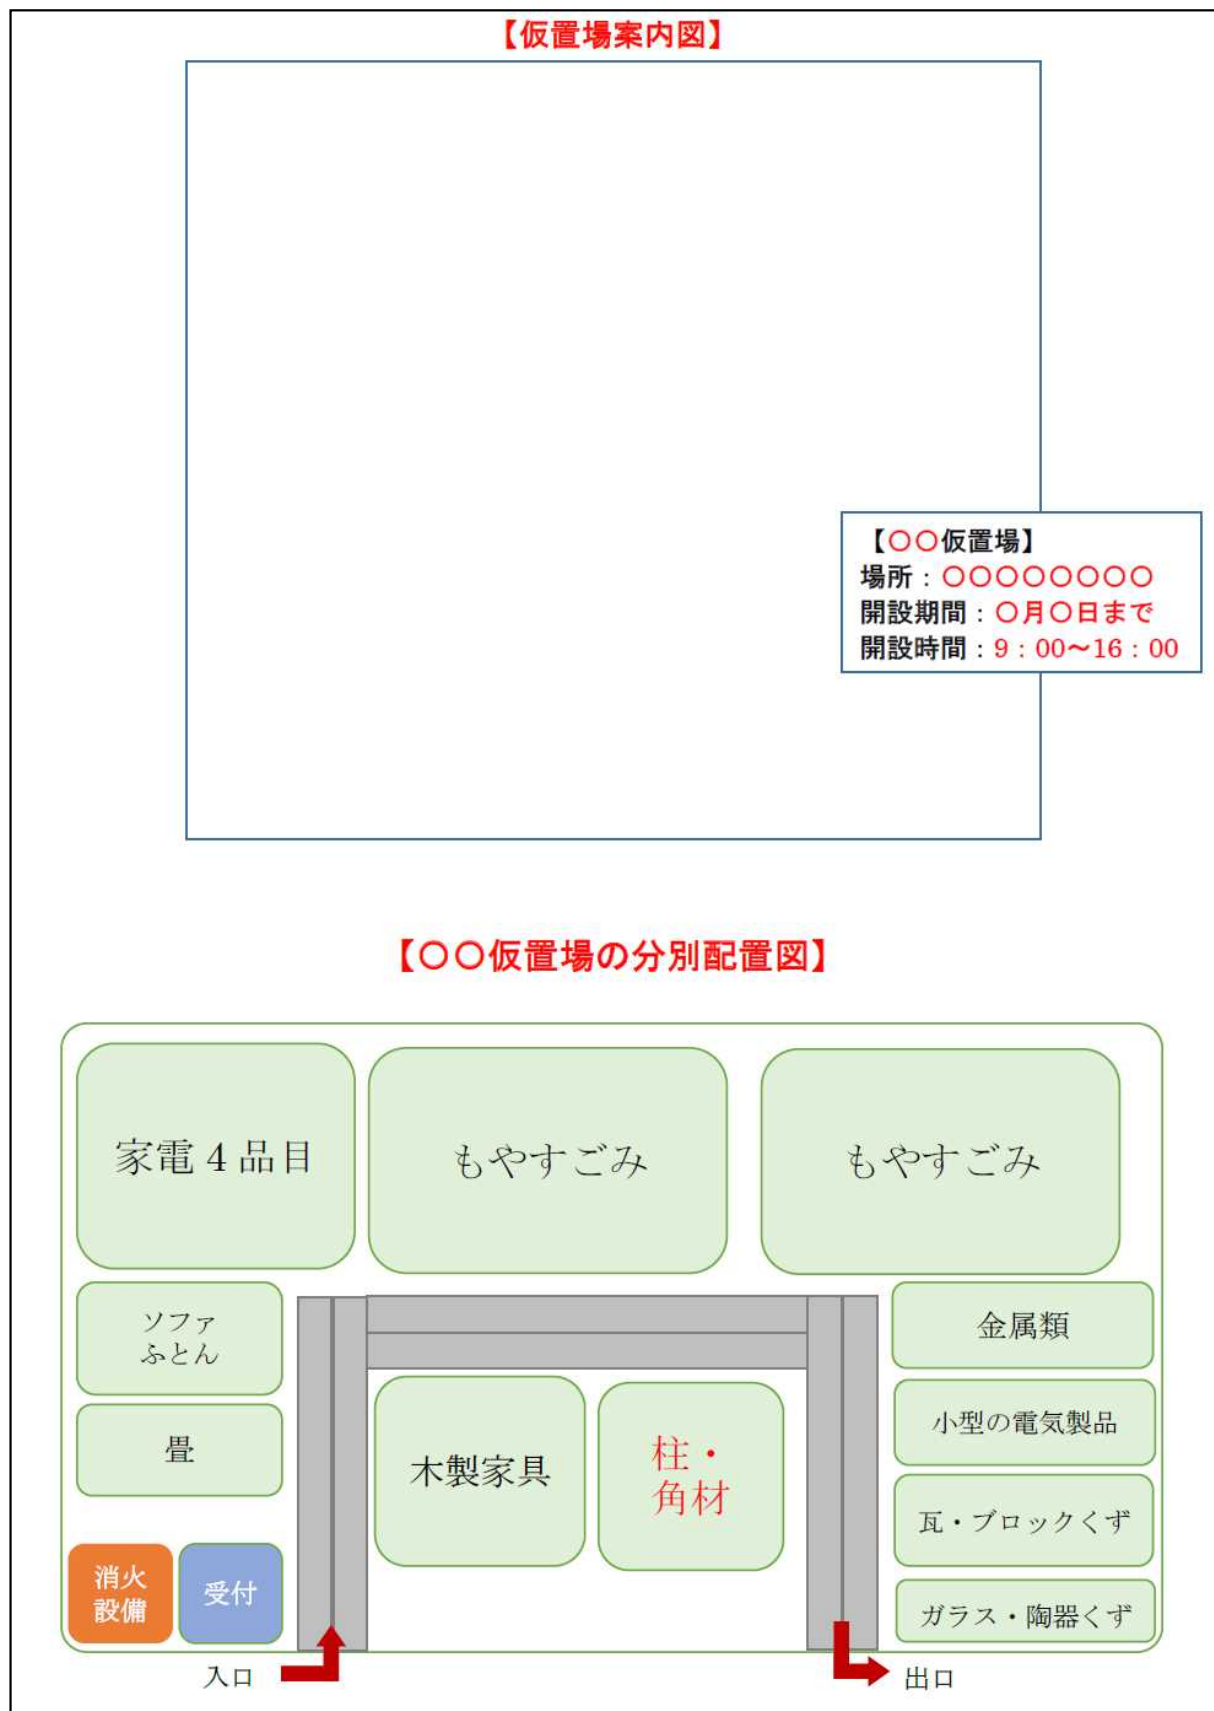 【仮置場案内図】
【〇〇仮置場】
場所：〇〇〇〇〇〇〇〇
開設期間：〇月〇日まで
開設時間：9：00～16：00
【〇〇仮置場の分別配置図】
家電４品目
もやすごみ
もやすごみ
ソファ
ふとん
畳
木製家具
柱・
角材
金属類
小型の電気製品
瓦・ブロックくず
ガラス・陶器くず
消火
設備
受付
入口
出口